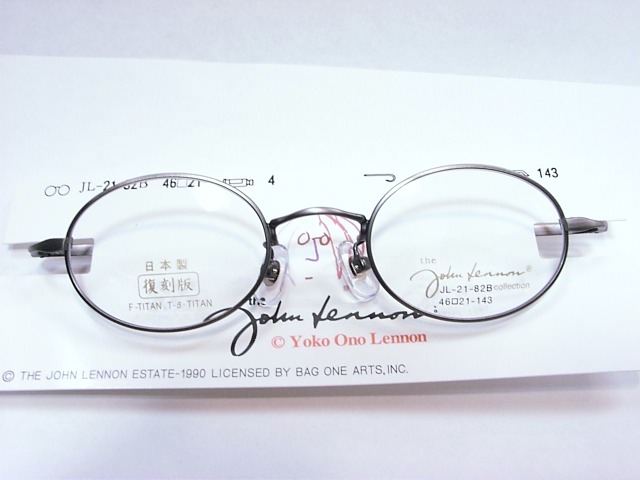 JL-21-82B 46□21 4 143
日本製
復刻版
F-TITAN.T-β-TITAN
the
John Lennon®
JL-21-82B collection
46□21-143
the
John Lennon
© Yoko Ono Lennon
© THE JOHN LENNON ESTATE-1990 LICENSED BY BAG ONE ARTS,INC.